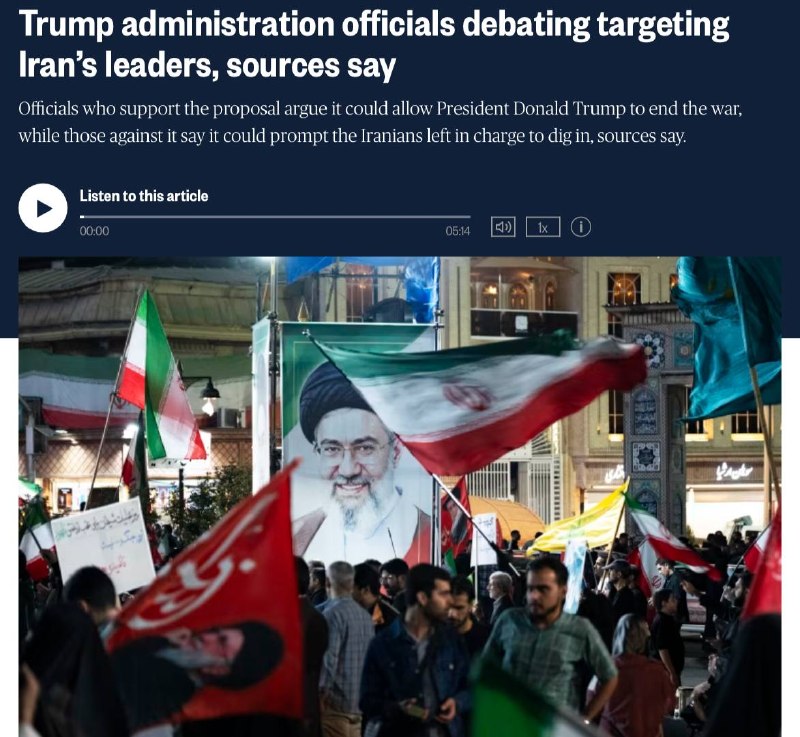 Trump administration officials debating targeting
Iran’s leaders, sources say
Officials who support the proposal argue it could allow President Donald Trump to end the war,
while those against it say it could prompt the Iranians left in charge to dig in, sources say.
Listen to this article
00:00
05:14
1x
i